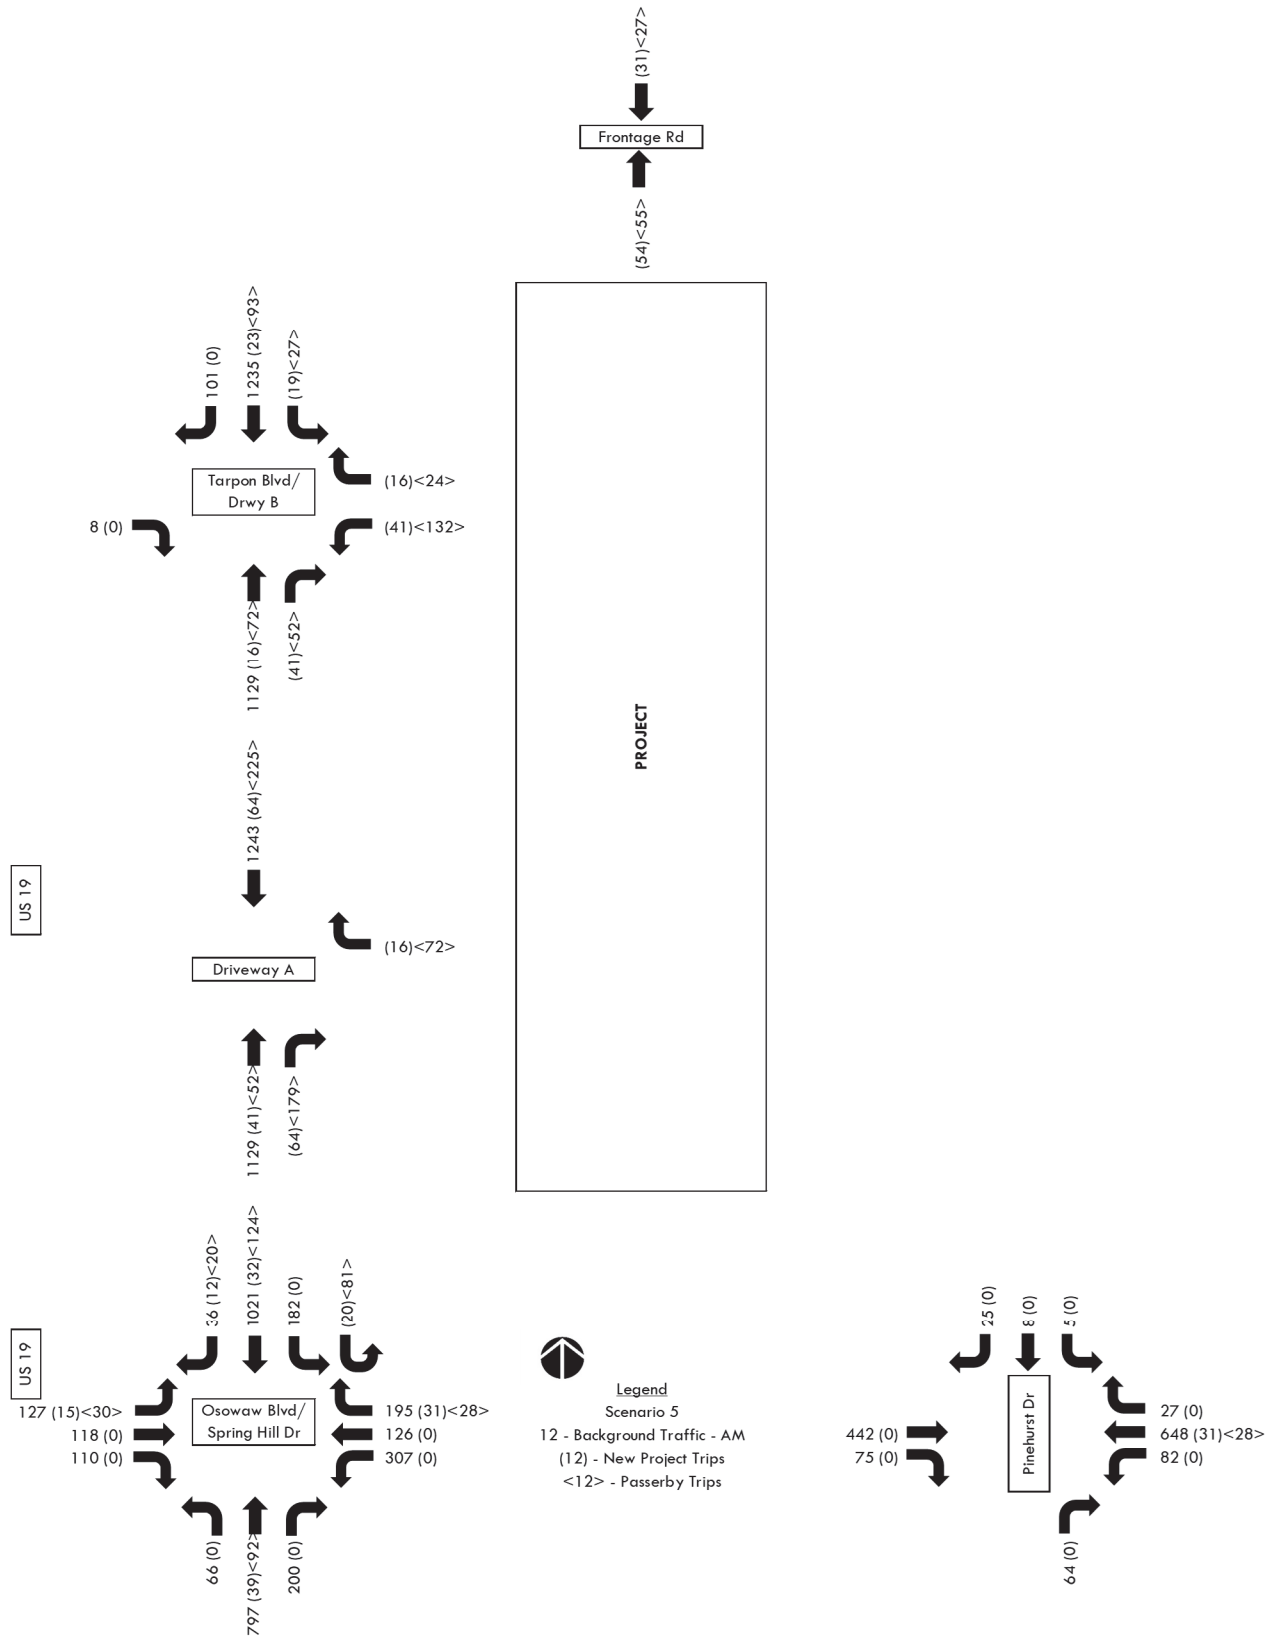 (31)<27>
Frontage Rd
(54)<55>
101 (0)
1235 (23)<93>
(19)<27>
(16)<24>
Tarpon Blvd/
Drwy B
8 (0)
(41)<132>
1129 (16)<72>
(41)<52>
PROJECT
1243 (64)<225>
US 19
(16)<72>
Driveway A
1129 (41)<52>
(64)<179>
36 (12)<20>
1021 (32)<124>
182 (0)
(20)<81>
US 19
127 (15)<30>
118 (0)
110 (0)
Osowaw Blvd/
Spring Hill Dr
195 (31)<28>
126 (0)
307 (0)
66 (0)
797 (39)<92>
200 (0)
Legend
Scenario 5
12 - Background Traffic - AM
(12) - New Project Trips
<12> - Passerby Trips
25 (0)
8 (0)
5 (0)
442 (0)
75 (0)
Pinehurst Dr
27 (0)
648 (31)<28>
82 (0)
64 (0)